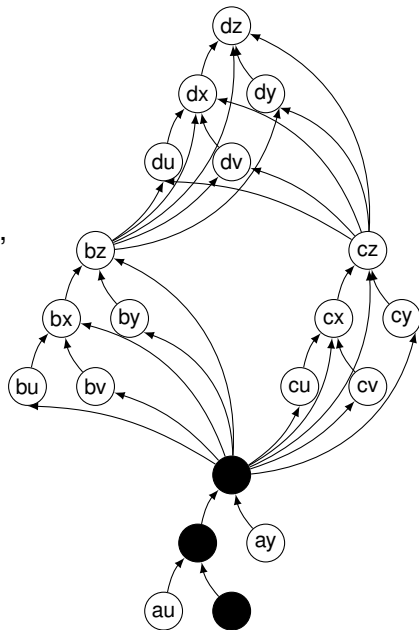 dz
dx dy
du dv
,
bz cz
bx by cx cy
bu bv cu cv
ay
au